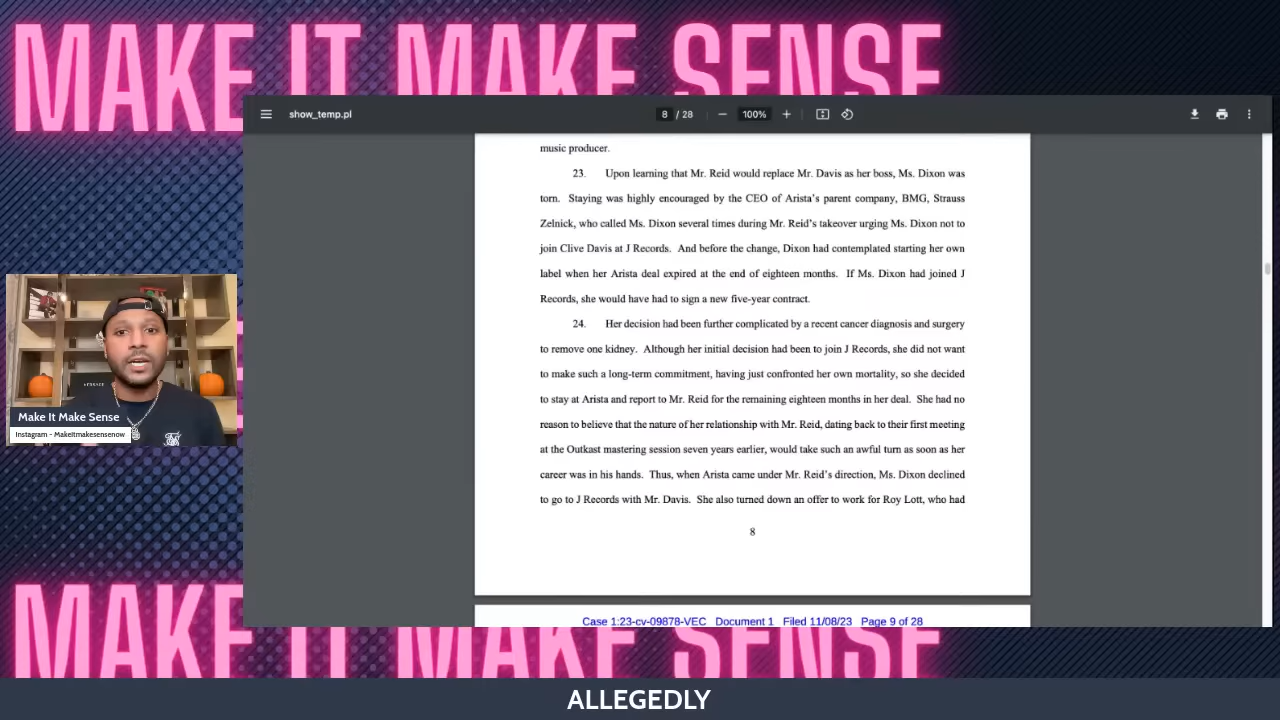 MAKE IT MAKE SENSE
show_temp.pl
8 / 28
100%
music producer.
23. Upon learning that Mr. Reid would replace Mr. Davis as her boss, Ms. Dixon was
torn. Staying was highly encouraged by the CEO of Arista's parent company, BMG, Strauss
Zelnick, who called Ms. Dixon several times during Mr. Reid's takeover urging Ms. Dixon not to
join Clive Davis at J Records. And before the change, Dixon had contemplated starting her own
label when her Arista deal expired at the end of eighteen months. If Ms. Dixon had joined J
Records, she would have had to sign a new five-year contract.
24. Her decision had been further complicated by a recent cancer diagnosis and surgery
to remove one kidney. Although her initial decision had been to join J Records, she did not want
to make such a long-term commitment, having just confronted her own mortality, so she decided
to stay at Arista and report to Mr. Reid for the remaining eighteen months in her deal. She had no
reason to believe that the nature of her relationship with Mr. Reid, dating back to their first meeting
at the Outkast mastering session seven years earlier, would take such an awful turn as soon as her
career was in his hands. Thus, when Arista came under Mr. Reid's direction, Ms. Dixon declined
to go to J Records with Mr. Davis. She also turned down an offer to work for Roy Lott, who had
8
Case 1:23-cv-09878-VEC Document 1 Filed 11/08/23 Page 9 of 28
Make It Make Sense
Instagram - MakeItmakesensenow
MAKE IT MAKE SENSE
ALLEGEDLY